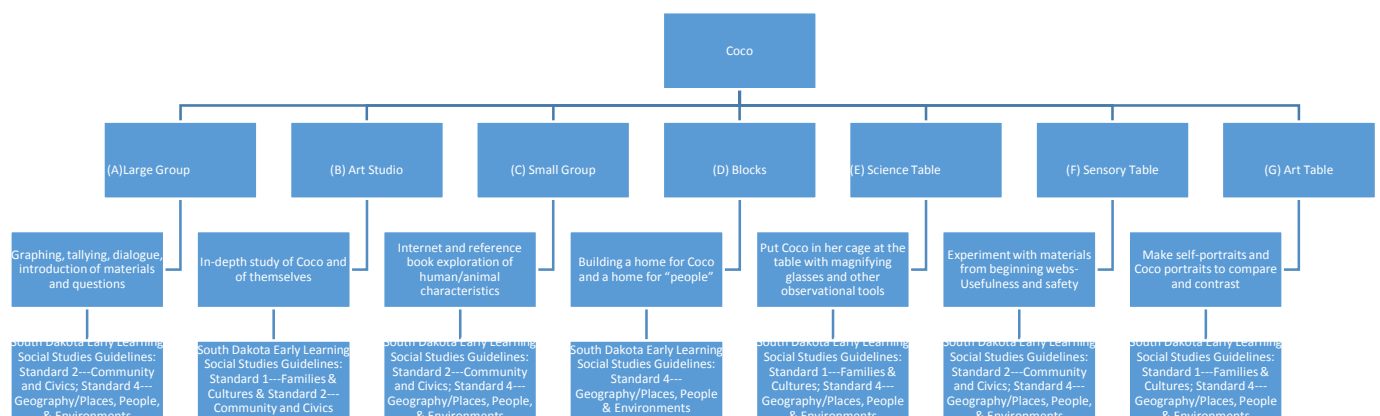 Coco
(A)Large Group
(B) Art Studio
(C) Small Group
(D) Blocks
(E) Science Table
(F) Sensory Table
(G) Art Table
Graphing, tallying, dialogue,
introduction of materials
and questions
In-depth study of Coco and
of themselves
Internet and reference
book exploration of
human/animal
characteristics
Building a home for Coco
and a home for “people”
Put Coco in her cage at the
table with magnifying
glasses and other
observational tools
Experiment with materials
from beginning webs-
Usefulness and safety
Make self-portraits and
Coco portraits to compare
and contrast
South Dakota Early Learning
Social Studies Guidelines:
Standard 2---Community
and Civics; Standard 4---
Geography/Places, People,
& Environments
South Dakota Early Learning
Social Studies Guidelines:
Standard 1---Families &
Cultures & Standard 2---
Community and Civics
South Dakota Early Learning
Social Studies Guidelines:
Standard 2---Community
and Civics; Standard 4---
Geography/Places, People,
& Environments
South Dakota Early Learning
Social Studies Guidelines:
Standard 4---
Geography/Places, People,
& Environments
South Dakota Early Learning
Social Studies Guidelines:
Standard 1---Families &
Cultures; Standard 4---
Geography/Places, People
& Environments
South Dakota Early Learning
Social Studies Guidelines:
Standard 2---Community
and Civics; Standard 4---
Geography/Places, People,
& Environments
South Dakota Early Learning
Social Studies Guidelines:
Standard 1---Families &
Cultures; Standard 4---
Geography/Places, People
& Environments